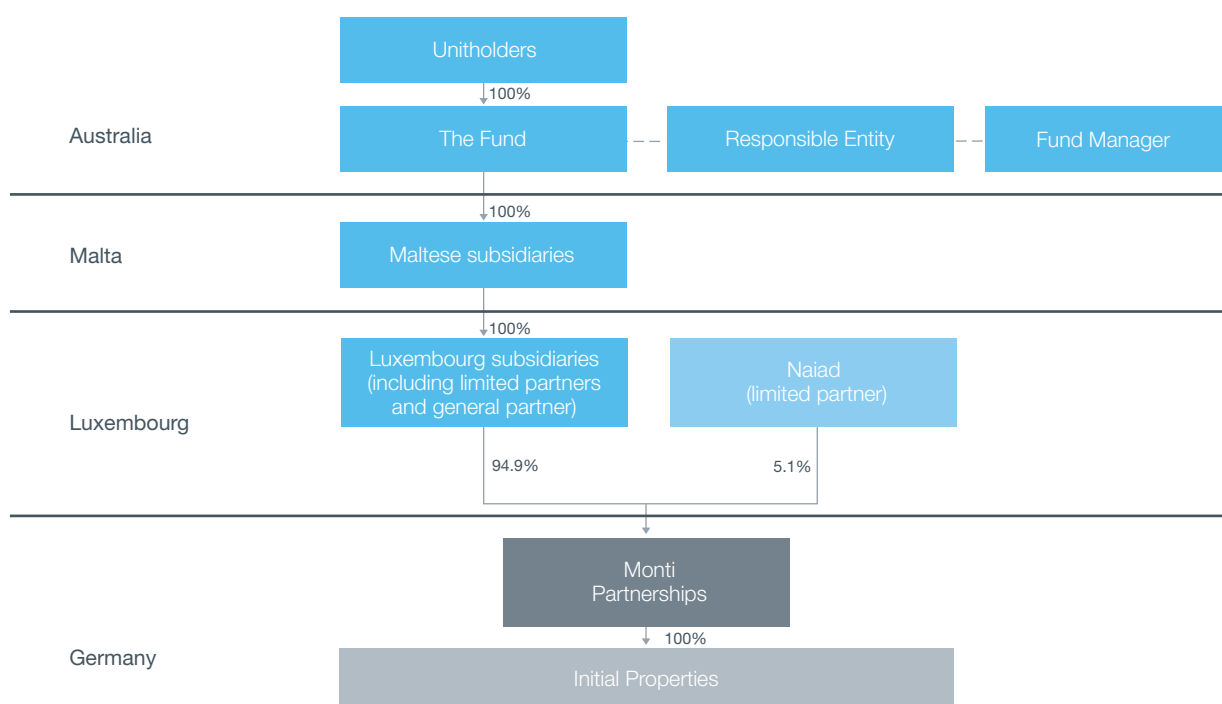 Unitholders
100%
Australia
The Fund
Responsible Entity
Fund Manager
100%
Malta
Maltese subsidiaries
100%
Luxembourg
Luxembourg subsidiaries
(including limited partners
and general partner)
Naiad
(limited partner)
94.9%
5.1%
Monti
Partnerships
100%
Germany
Initial Properties